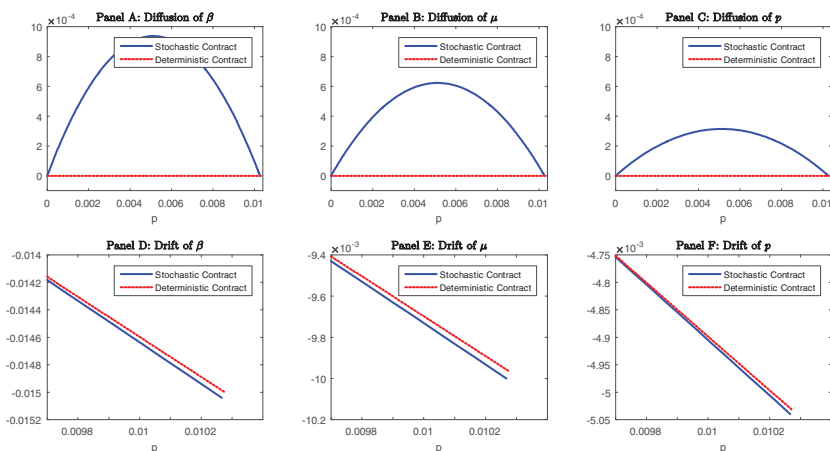 Panel A: Diffusion of β
×10⁻⁴
10
8
6
4
2
0
Stochastic Contract
Deterministic Contract
0 0.002 0.004 0.006 0.008 0.01
p
Panel B: Diffusion of μ
×10⁻⁴
10
8
6
4
2
0
Stochastic Contract
Deterministic Contract
0 0.002 0.004 0.006 0.008 0.01
p
Panel C: Diffusion of p
×10⁻⁴
10
8
6
4
2
0
Stochastic Contract
Deterministic Contract
0.002 0.004 0.006 0.008 0.01
p
Panel D: Drift of β
-0.014
-0.0142
-0.0144
-0.0146
-0.0148
-0.015
-0.0152
Stochastic Contract
Deterministic Contract
0.0098 0.01 0.0102
p
Panel E: Drift of μ
×10⁻³
-9.4
-9.6
-9.8
-10
-10.2
Stochastic Contract
Deterministic Contract
0.0098 0.01 0.0102
p
Panel F: Drift of p
×10⁻³
-4.75
-4.8
-4.85
-4.9
-4.95
-5
-5.05
Stochastic Contract
Deterministic Contract
0.0098 0.01 0.0102
p